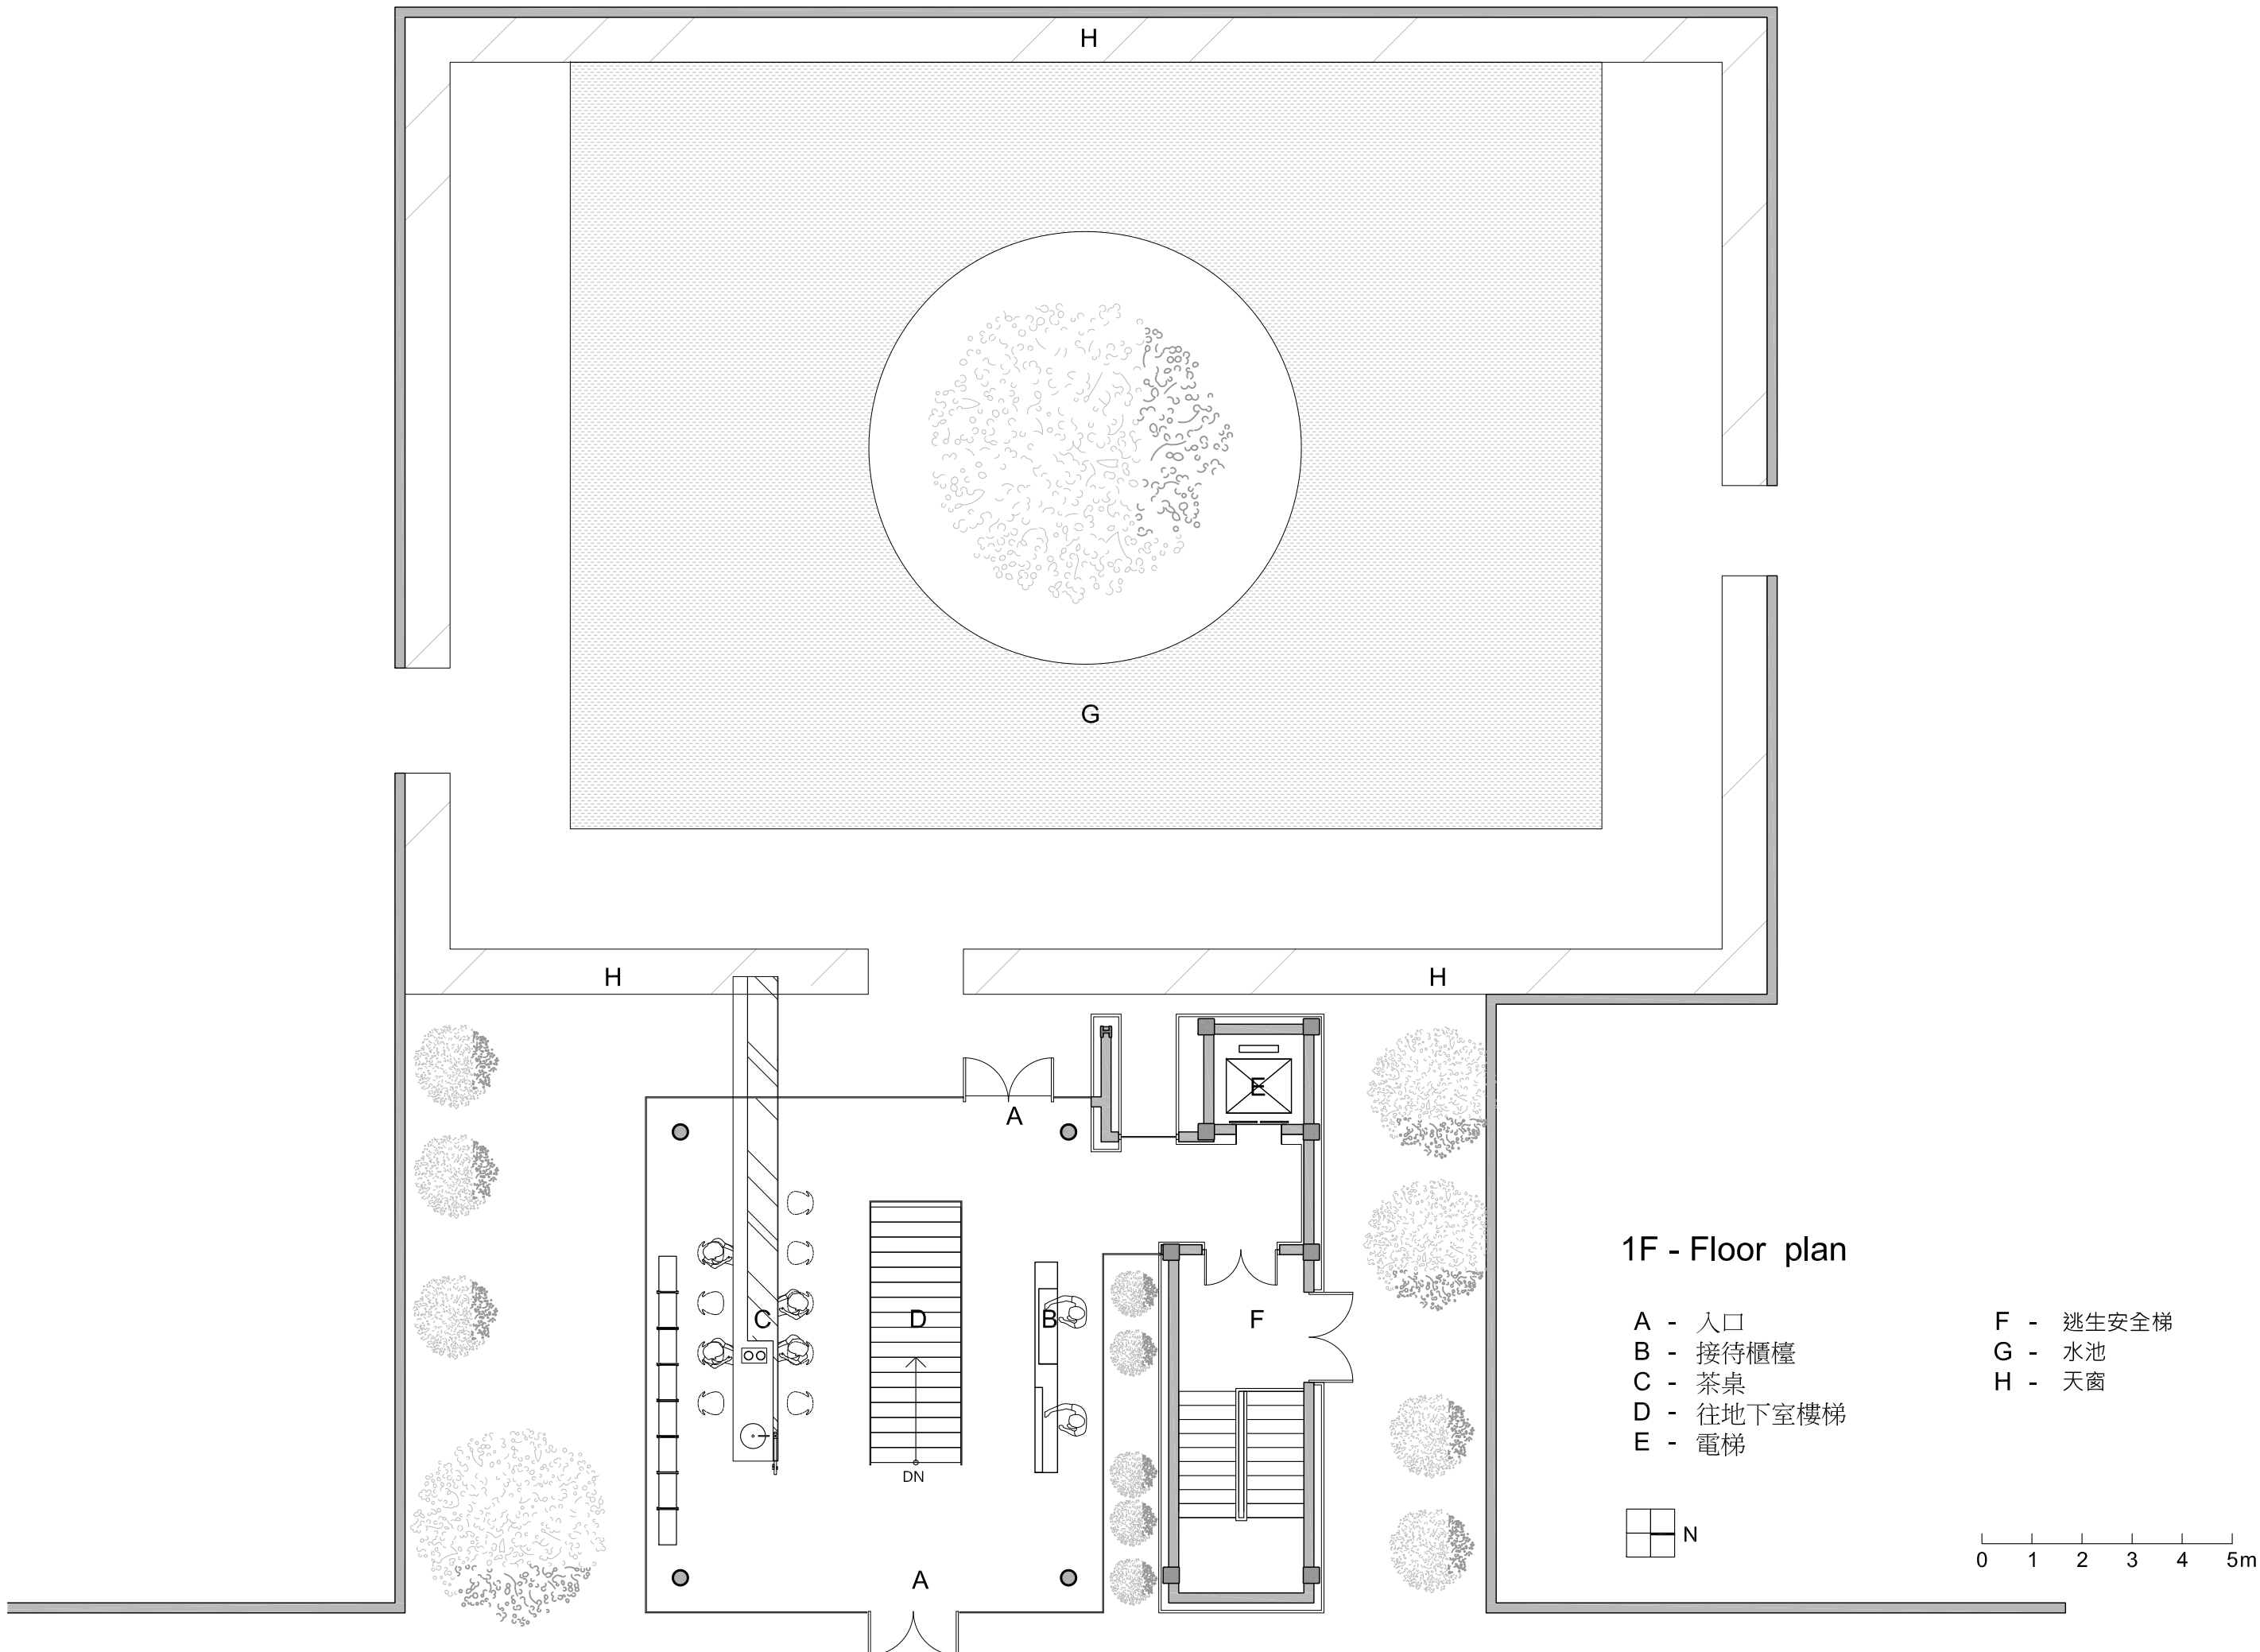 H
G
H
H
E
A
C
D
B
F
DN
A
1F - Floor plan
A - 入口
B - 接待櫃檯
C - 茶桌
D - 往地下室樓梯
E - 電梯
F - 逃生安全梯
G - 水池
H - 天窗
N
0 1 2 3 4 5m